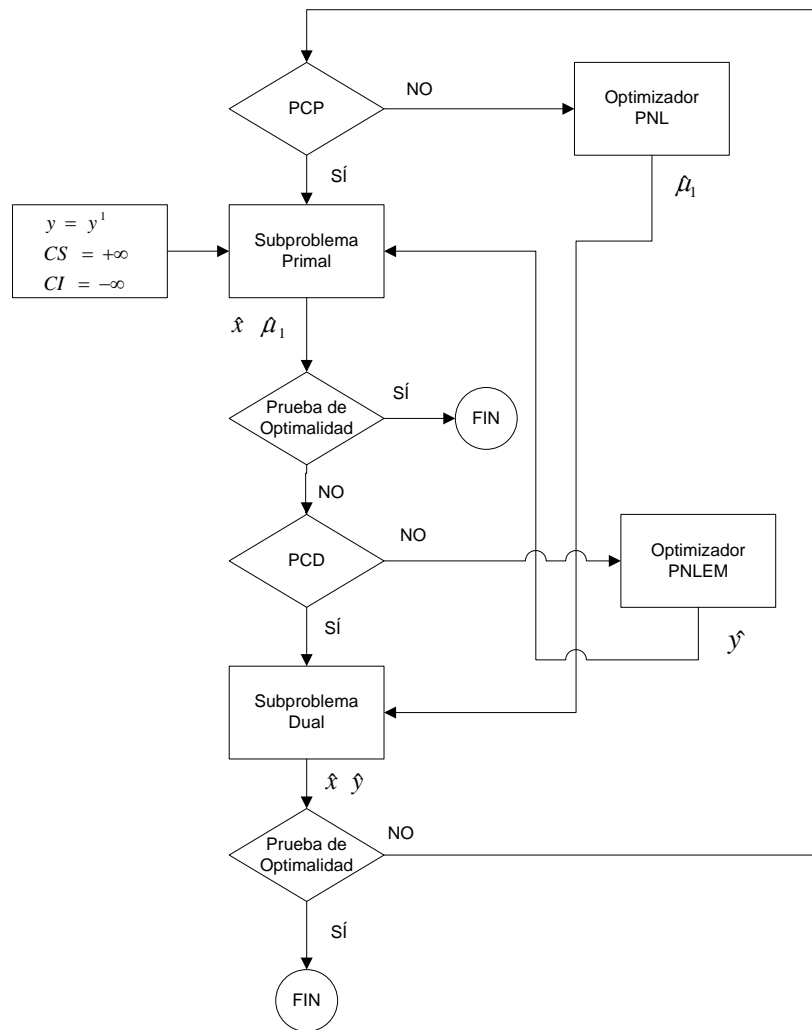 PCP
NO
Optimizador
PNL
SÍ
μ̂₁
y = y¹
CS = +∞
CI = −∞
Subproblema
Primal
x̂ μ̂₁
Prueba de
Optimalidad
SÍ
FIN
NO
PCD
NO
Optimizador
PNLEM
SÍ
ŷ
Subproblema
Dual
x̂ ŷ
Prueba de
Optimalidad
NO
SÍ
FIN